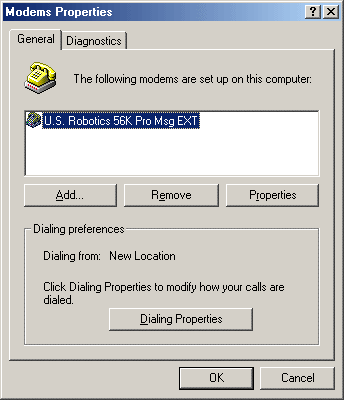 Modems Properties
General Diagnostics
The following modems are set up on this computer:
U.S. Robotics 56K Pro Msg EXT
Add... Remove Properties
Dialing preferences
Dialing from: New Location
Click Dialing Properties to modify how your calls are
dialed.
Dialing Properties
OK Cancel